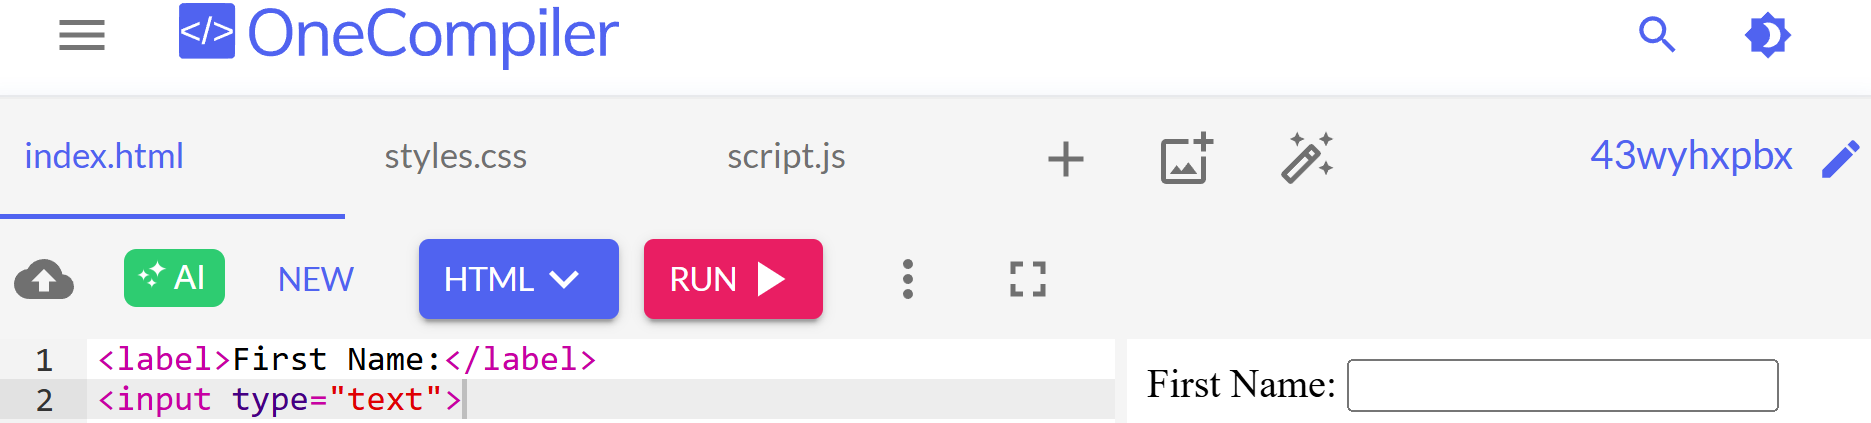 </> OneCompiler
index.html styles.css script.js 43wyhxpbx
AI NEW HTML RUN
1 <label>First Name:</label>
2 <input type="text">
First Name: